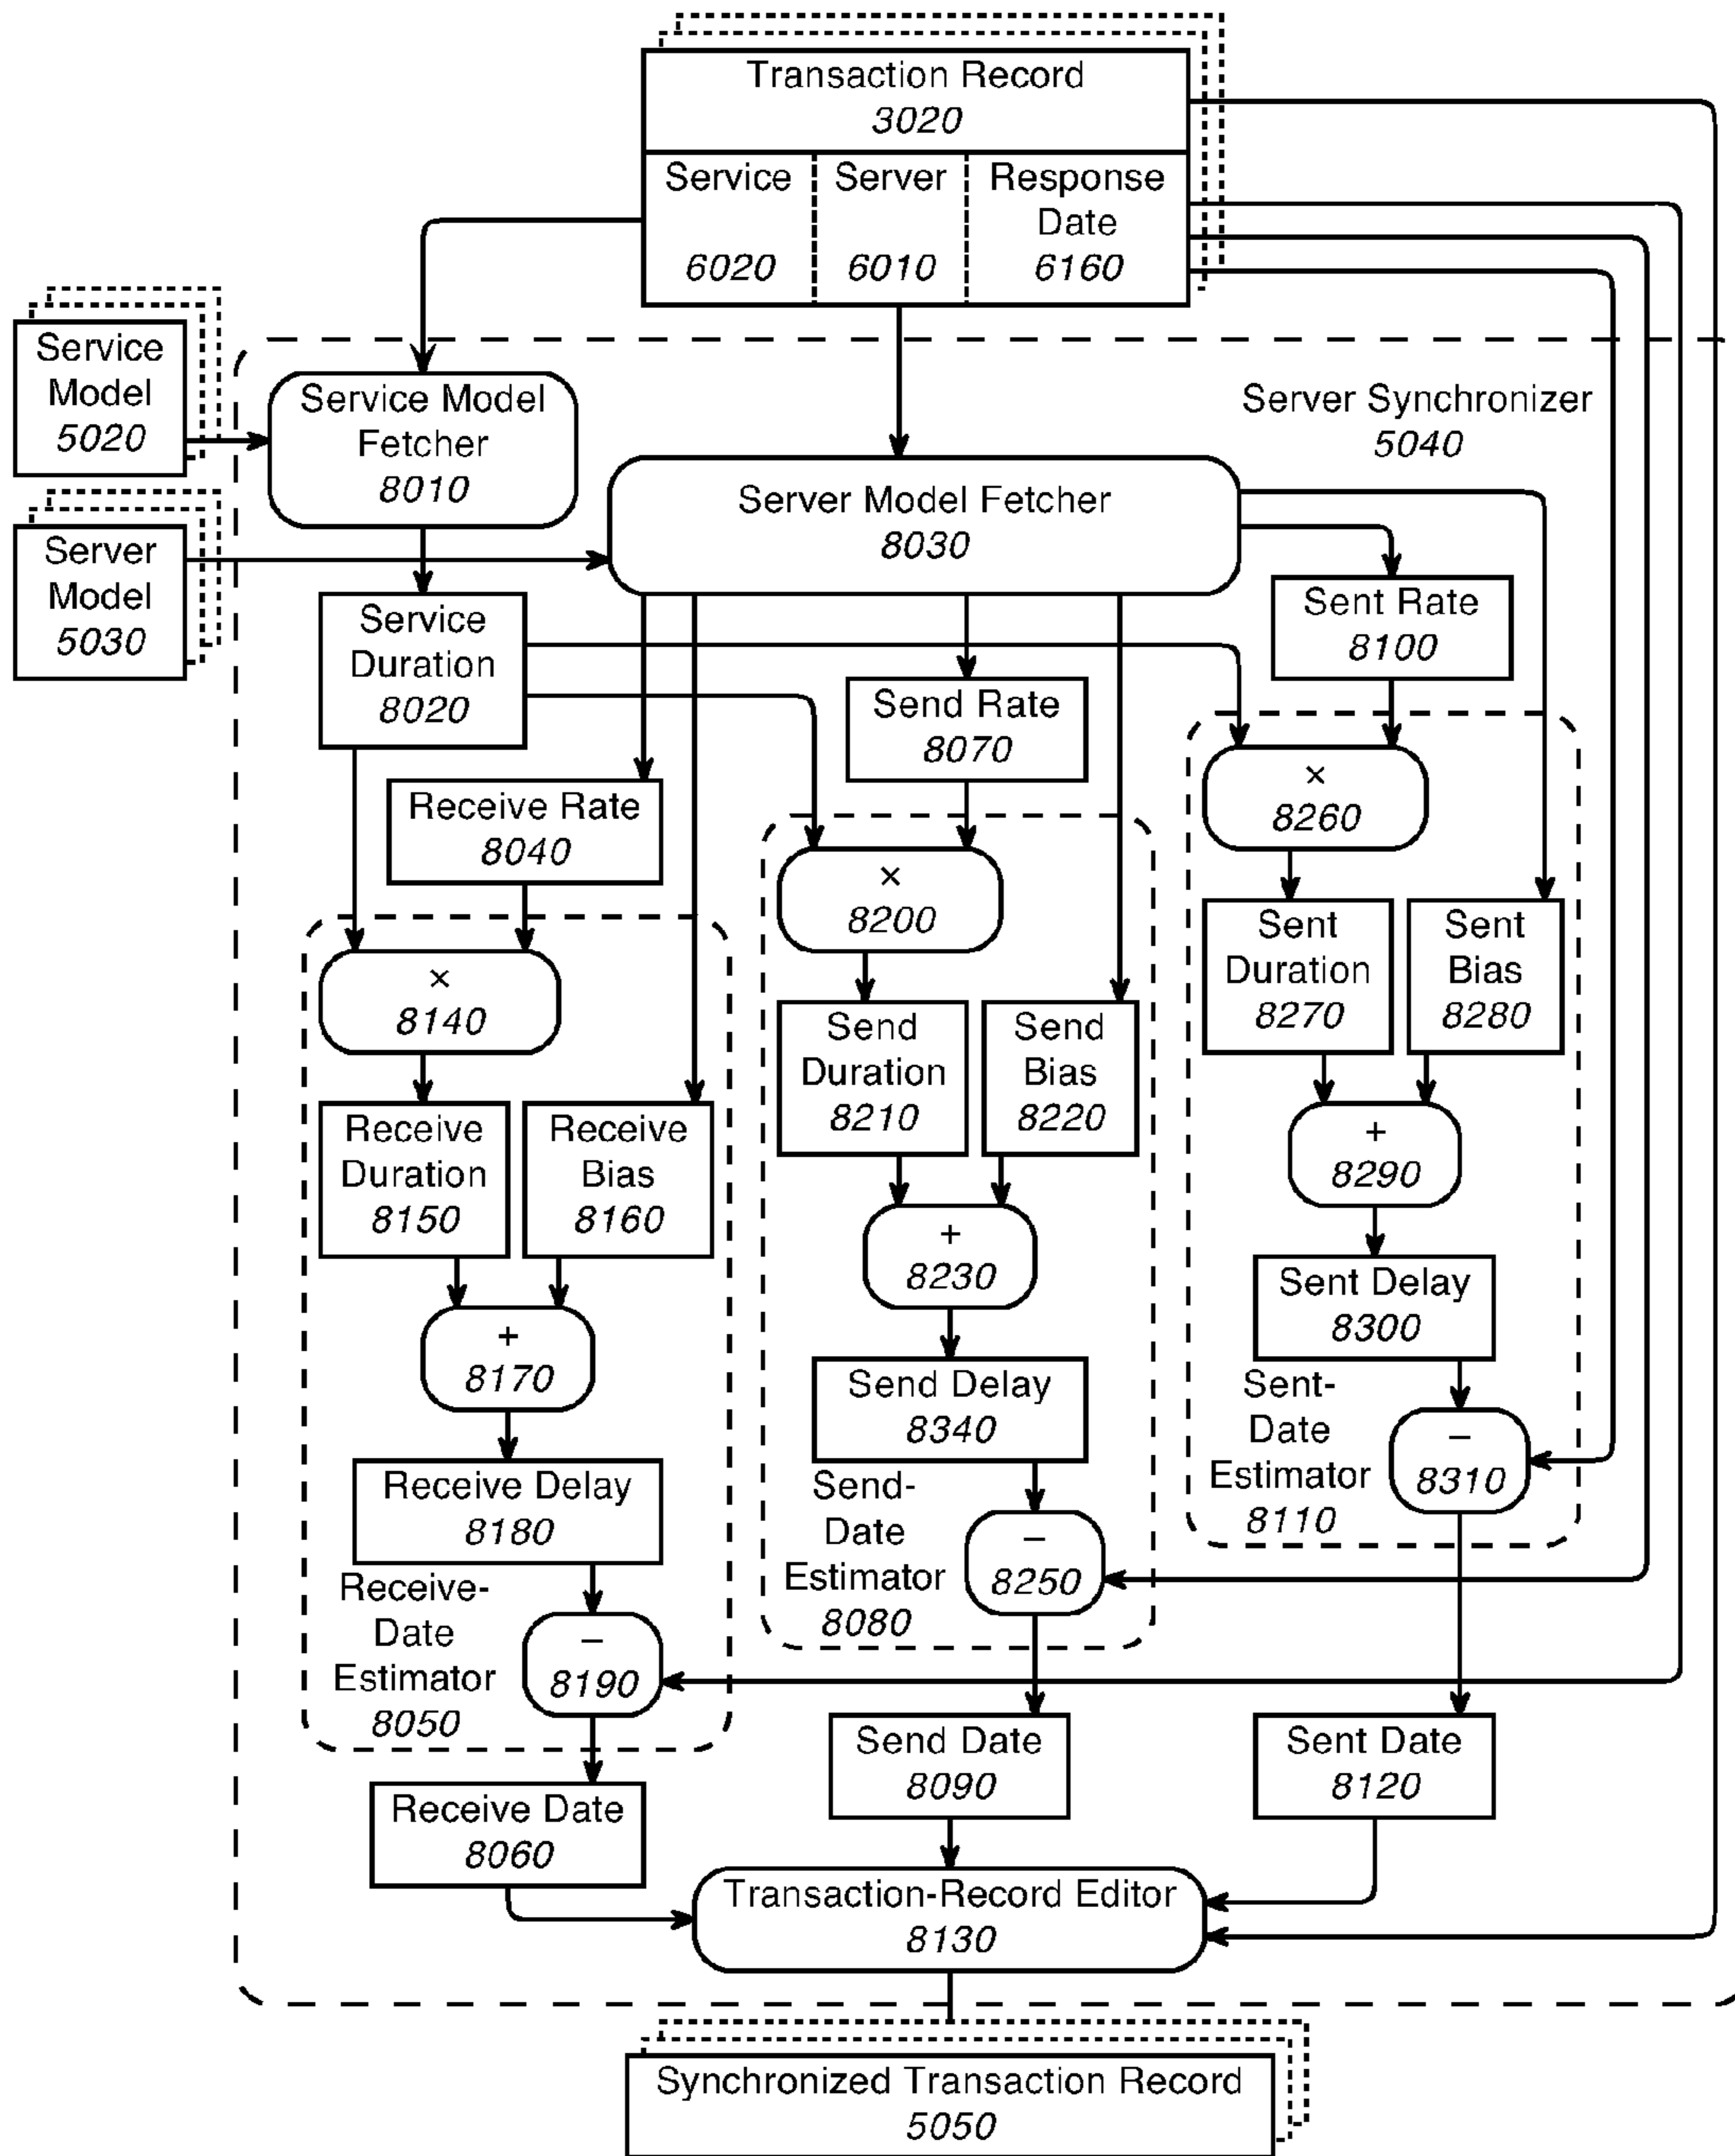 Transaction Record
3020
Service
6020
Server
6010
Response
Date
6160
Service
Model
5020
Server
Model
5030
Server Synchronizer
5040
Service Model
Fetcher
8010
Server Model Fetcher
8030
Service
Duration
8020
Sent Rate
8100
Send Rate
8070
Receive Rate
8040
×
8260
×
8200
×
8140
Sent
Duration
8270
Sent
Bias
8280
Send
Duration
8210
Send
Bias
8220
Receive
Duration
8150
Receive
Bias
8160
+
8290
+
8230
+
8170
Sent Delay
8300
Send Delay
8340
Receive Delay
8180
Sent-
Date
Estimator
8110
–
8310
Send-
Date
Estimator
8080
–
8250
Receive-
Date
Estimator
8050
–
8190
Send Date
8090
Sent Date
8120
Receive Date
8060
Transaction-Record Editor
8130
Synchronized Transaction Record
5050